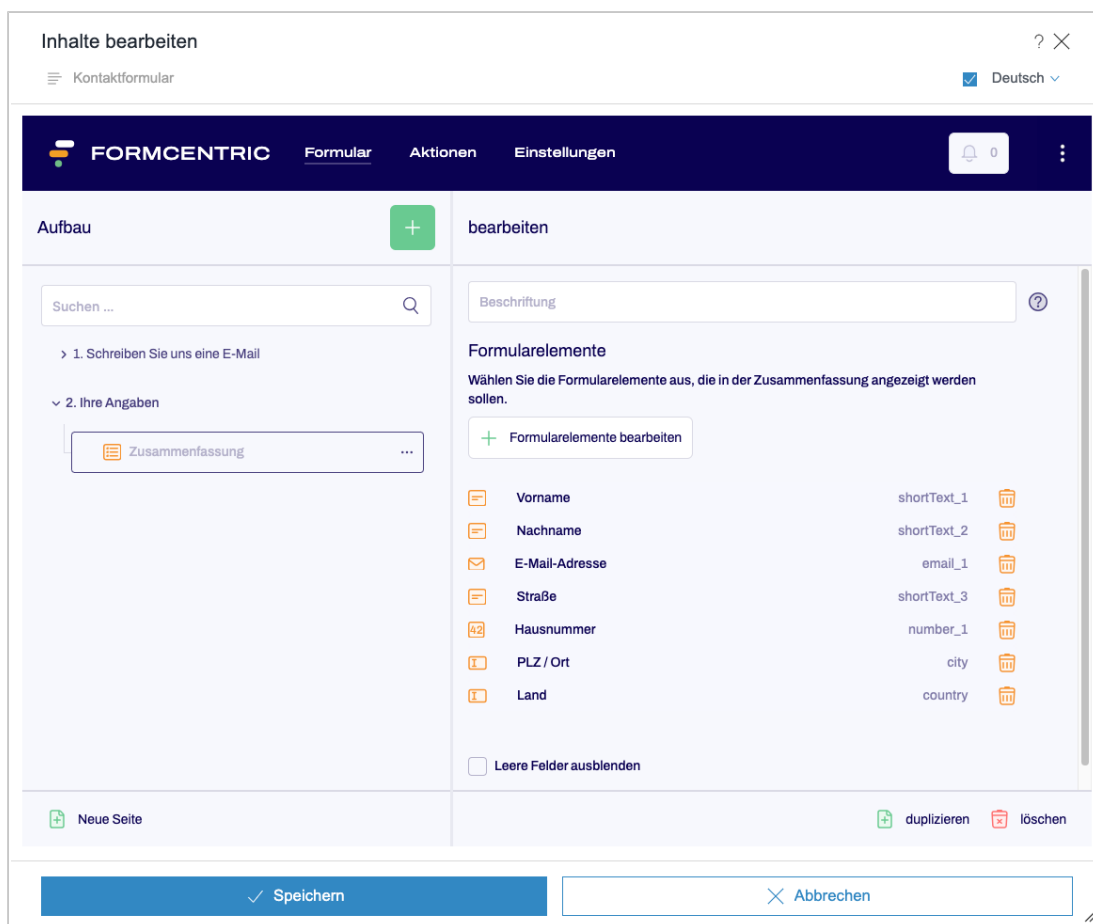 Inhalte bearbeiten
?
Kontaktformular
Deutsch
FORMCENTRIC Formular Aktionen Einstellungen 0
Aufbau
bearbeiten
Suchen ...
Beschriftung
?
1. Schreiben Sie uns eine E-Mail
2. Ihre Angaben
Zusammenfassung
Formularelemente
Wählen Sie die Formularelemente aus, die in der Zusammenfassung angezeigt werden
sollen.
Formularelemente bearbeiten
Vorname shortText_1
Nachname shortText_2
E-Mail-Adresse email_1
Straße shortText_3
42 Hausnummer number_1
PLZ / Ort city
Land country
Leere Felder ausblenden
Neue Seite
duplizieren löschen
Speichern
Abbrechen